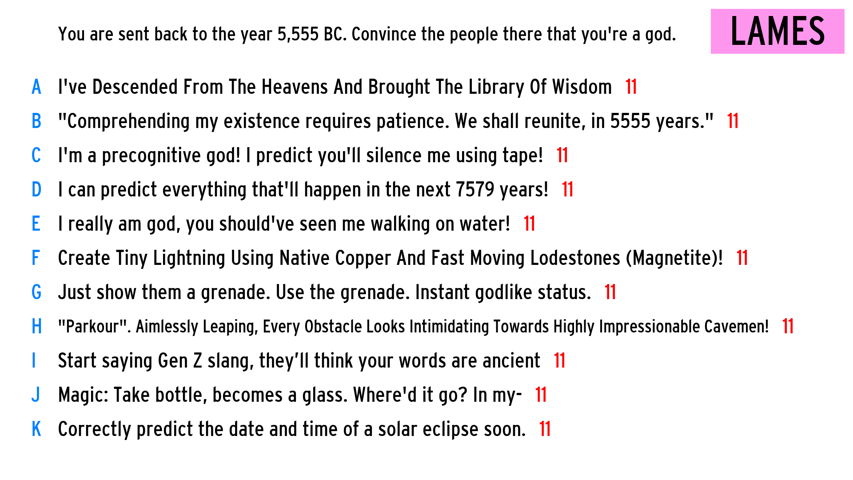 You are sent back to the year 5,555 BC. Convince the people there that you're a god.
LAMES
A I've Descended From The Heavens And Brought The Library Of Wisdom 11
B "Comprehending my existence requires patience. We shall reunite, in 5555 years." 11
C I'm a precognitive god! I predict you'll silence me using tape! 11
D I can predict everything that'll happen in the next 7579 years! 11
E I really am god, you should've seen me walking on water! 11
F Create Tiny Lightning Using Native Copper And Fast Moving Lodestones (Magnetite)! 11
G Just show them a grenade. Use the grenade. Instant godlike status. 11
H "Parkour". Aimlessly Leaping, Every Obstacle Looks Intimidating Towards Highly Impressionable Cavemen! 11
I Start saying Gen Z slang, they’ll think your words are ancient 11
J Magic: Take bottle, becomes a glass. Where'd it go? In my- 11
K Correctly predict the date and time of a solar eclipse soon. 11